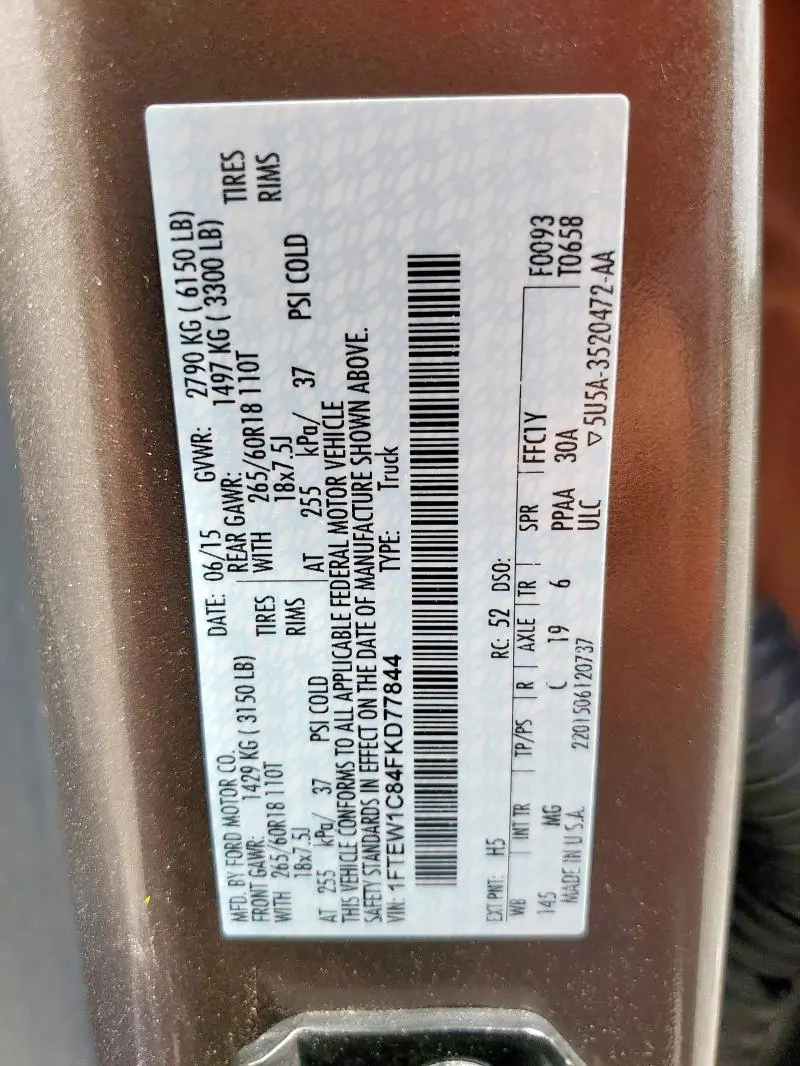 MFD. BY FORD MOTOR CO.
DATE: 06/15
GVWR: 2790 KG ( 6150 LB)
FRONT GAWR: 1429 KG ( 3150 LB)
REAR GAWR: 1497 KG ( 3300 LB)
WITH 265/60R18 110T TIRES
WITH 265/60R18 110T TIRES
18x7.5J RIMS
18x7.5J RIMS
AT 255 kPa/ 37 PSI COLD
AT 255 kPa/ 37 PSI COLD
THIS VEHICLE CONFORMS TO ALL APPLICABLE FEDERAL MOTOR VEHICLE
SAFETY STANDARDS IN EFFECT ON THE DATE OF MANUFACTURE SHOWN ABOVE.
VIN: 1FTEW1C84FKD77844
TYPE: Truck
EXT PNT: H5 RC: 52 DSO:
WB INT TR TP/PS R AXLE TR SPR FFC1Y F0093
145 MG C 19 6 PPAA 30A T0658
MADE IN U.S.A. 2201506120737 ULC ▽5U5A-3520472-AA